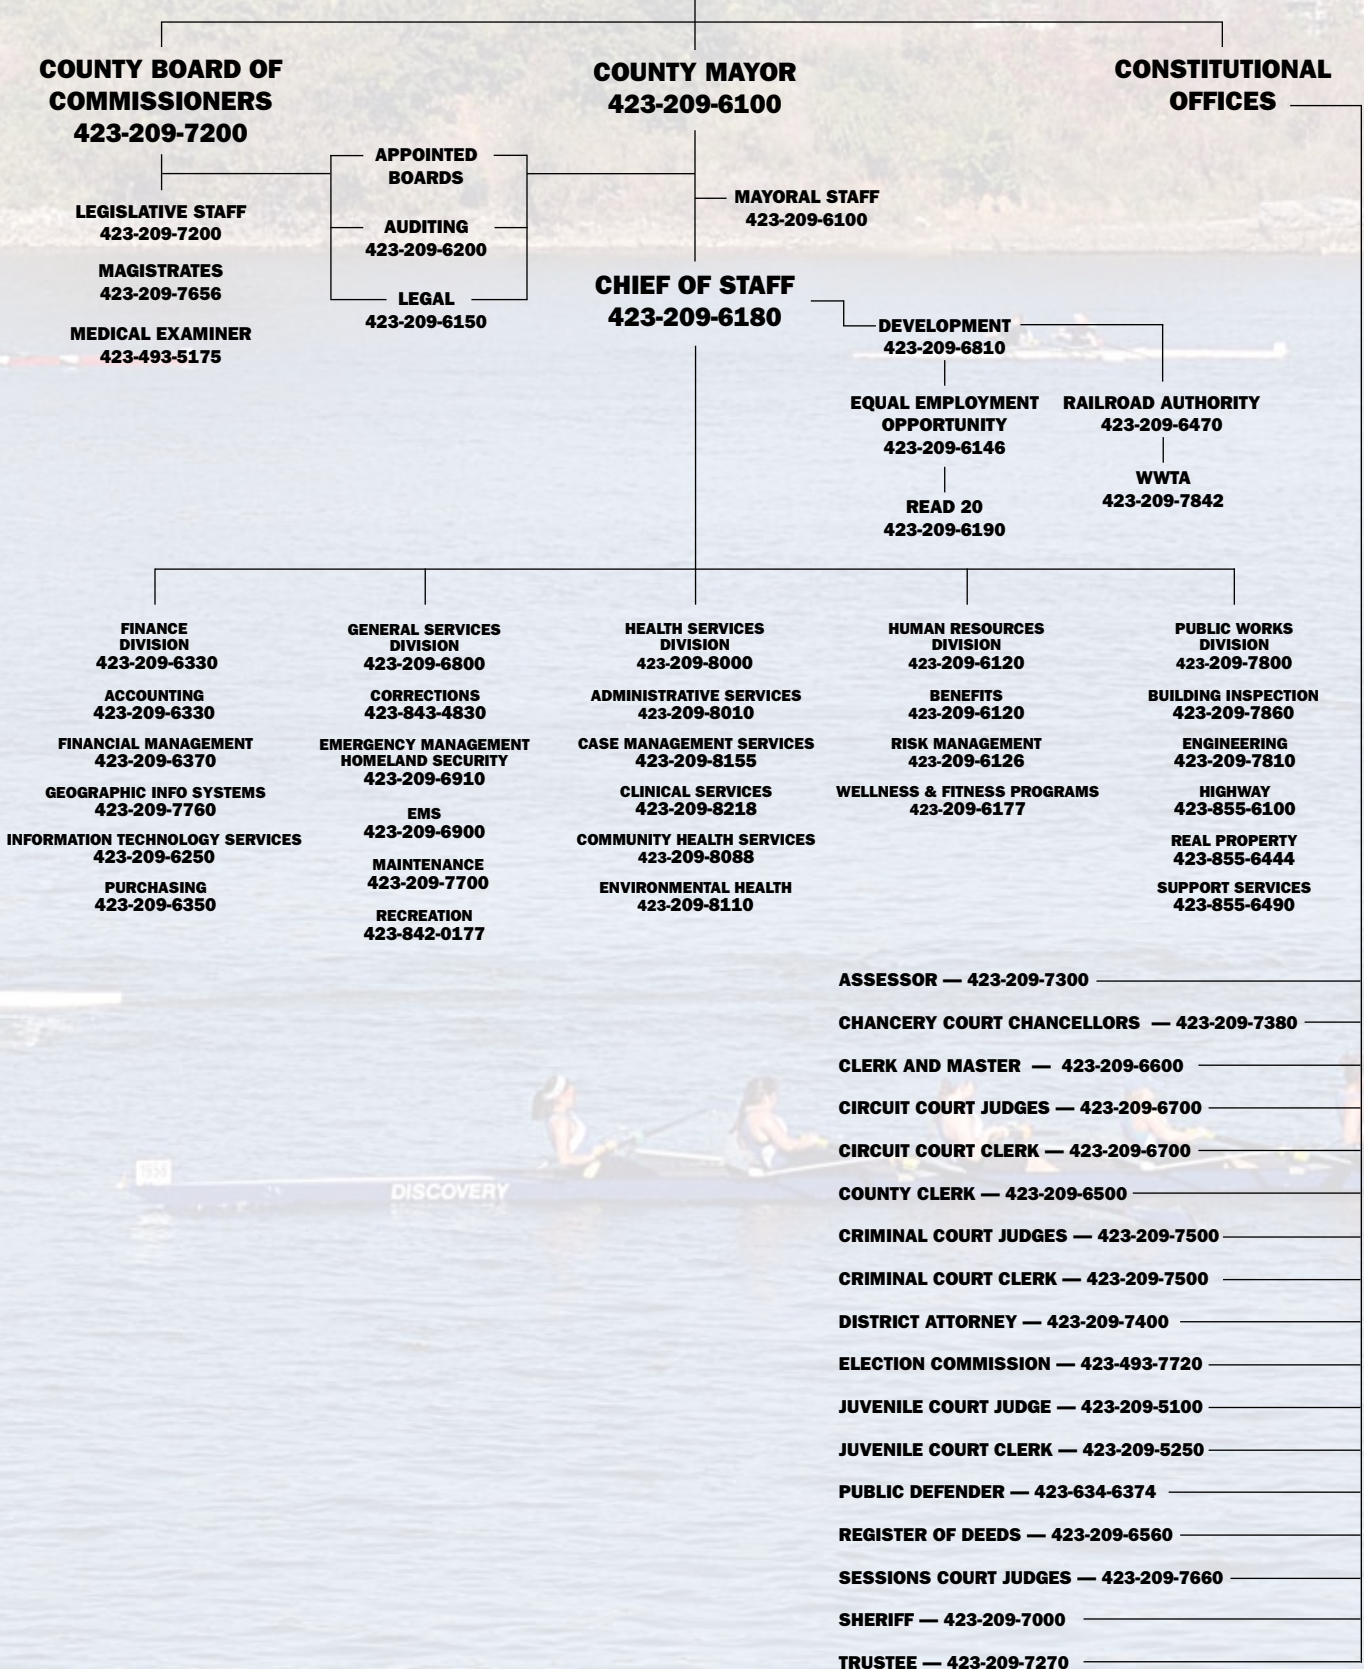 COUNTY BOARD OF
COMMISSIONERS
423-209-7200
COUNTY MAYOR
423-209-6100
CONSTITUTIONAL
OFFICES
LEGISLATIVE STAFF
423-209-7200
MAGISTRATES
423-209-7656
MEDICAL EXAMINER
423-493-5175
APPOINTED
BOARDS
AUDITING
423-209-6200
LEGAL
423-209-6150
MAYORAL STAFF
423-209-6100
CHIEF OF STAFF
423-209-6180
DEVELOPMENT
423-209-6810
EQUAL EMPLOYMENT
OPPORTUNITY
423-209-6146
READ 20
423-209-6190
RAILROAD AUTHORITY
423-209-6470
WWTA
423-209-7842
FINANCE
DIVISION
423-209-6330
ACCOUNTING
423-209-6330
FINANCIAL MANAGEMENT
423-209-6370
GEOGRAPHIC INFO SYSTEMS
423-209-7760
INFORMATION TECHNOLOGY SERVICES
423-209-6250
PURCHASING
423-209-6350
GENERAL SERVICES
DIVISION
423-209-6800
CORRECTIONS
423-843-4830
EMERGENCY MANAGEMENT
HOMELAND SECURITY
423-209-6910
EMS
423-209-6900
MAINTENANCE
423-209-7700
RECREATION
423-842-0177
HEALTH SERVICES
DIVISION
423-209-8000
ADMINISTRATIVE SERVICES
423-209-8010
CASE MANAGEMENT SERVICES
423-209-8155
CLINICAL SERVICES
423-209-8218
COMMUNITY HEALTH SERVICES
423-209-8088
ENVIRONMENTAL HEALTH
423-209-8110
HUMAN RESOURCES
DIVISION
423-209-6120
BENEFITS
423-209-6120
RISK MANAGEMENT
423-209-6126
WELLNESS & FITNESS PROGRAMS
423-209-6177
PUBLIC WORKS
DIVISION
423-209-7800
BUILDING INSPECTION
423-209-7860
ENGINEERING
423-209-7810
HIGHWAY
423-855-6100
REAL PROPERTY
423-855-6444
SUPPORT SERVICES
423-855-6490
ASSESSOR — 423-209-7300
CHANCERY COURT CHANCELLORS — 423-209-7380
CLERK AND MASTER — 423-209-6600
CIRCUIT COURT JUDGES — 423-209-6700
CIRCUIT COURT CLERK — 423-209-6700
COUNTY CLERK — 423-209-6500
CRIMINAL COURT JUDGES — 423-209-7500
CRIMINAL COURT CLERK — 423-209-7500
DISTRICT ATTORNEY — 423-209-7400
ELECTION COMMISSION — 423-493-7720
JUVENILE COURT JUDGE — 423-209-5100
JUVENILE COURT CLERK — 423-209-5250
PUBLIC DEFENDER — 423-634-6374
REGISTER OF DEEDS — 423-209-6560
SESSIONS COURT JUDGES — 423-209-7660
SHERIFF — 423-209-7000
TRUSTEE — 423-209-7270
DISCOVERY